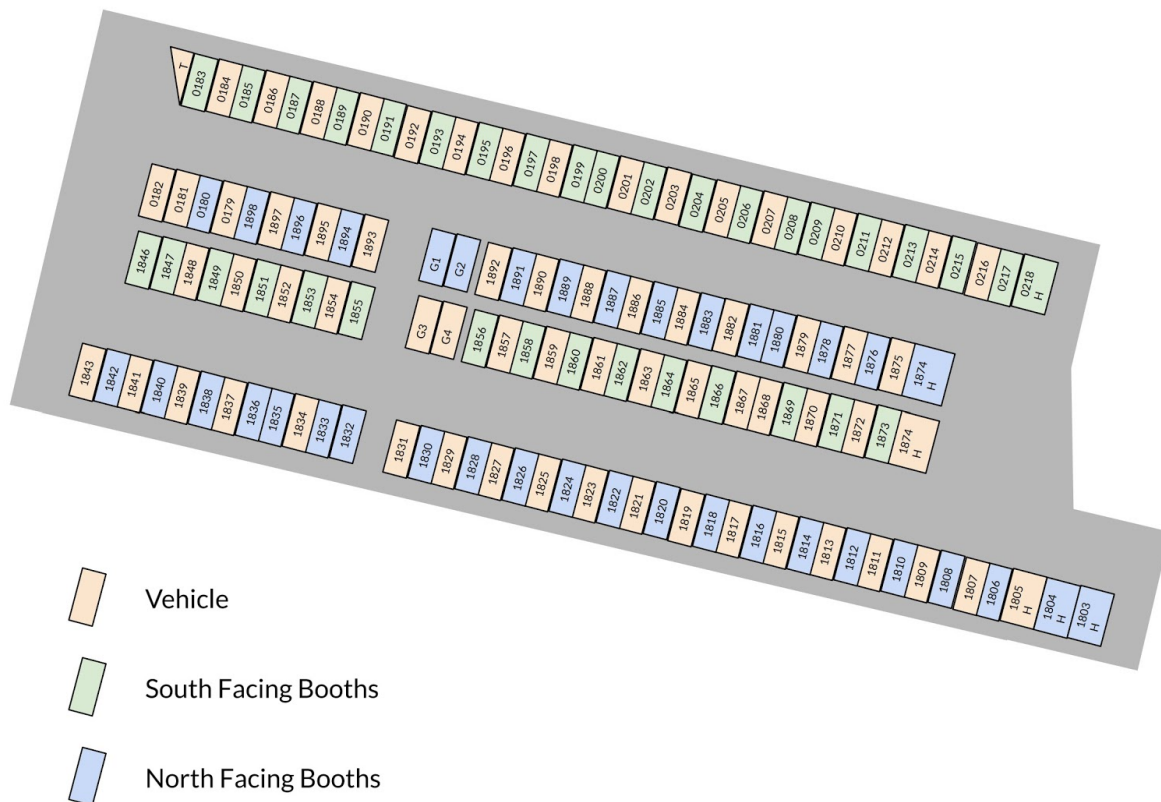 T 0183 0184 0185 0186 0187 0188 0189 0190 0191 0192 0193 0194 0195 0196 0197 0198 0199 0200 0201 0202 0203 0204 0205 0206 0207 0208 0209 0210 0211 0212 0213 0214 0215 0216 0217 0218 H
0182 0181 0180 0179 1898 1897 1896 1895 1894 1893
G1 G2 1892 1891 1890 1889 1888 1887 1886 1885 1884 1883 1882 1881 1880 1879 1878 1877 1876 1875 1874 H
1846 1847 1848 1849 1850 1851 1852 1853 1854 1855
G3 G4 1856 1857 1858 1859 1860 1861 1862 1863 1864 1865 1866 1867 1868 1869 1870 1871 1872 1873 1874 H
1843 1842 1841 1840 1839 1838 1837 1836 1835 1834 1833 1832
1831 1830 1829 1828 1827 1826 1825 1824 1823 1822 1821 1820 1819 1818 1817 1816 1815 1814 1813 1812 1811 1810 1809 1808 1807 1806 1805 H 1804 H 1803 H
Vehicle
South Facing Booths
North Facing Booths